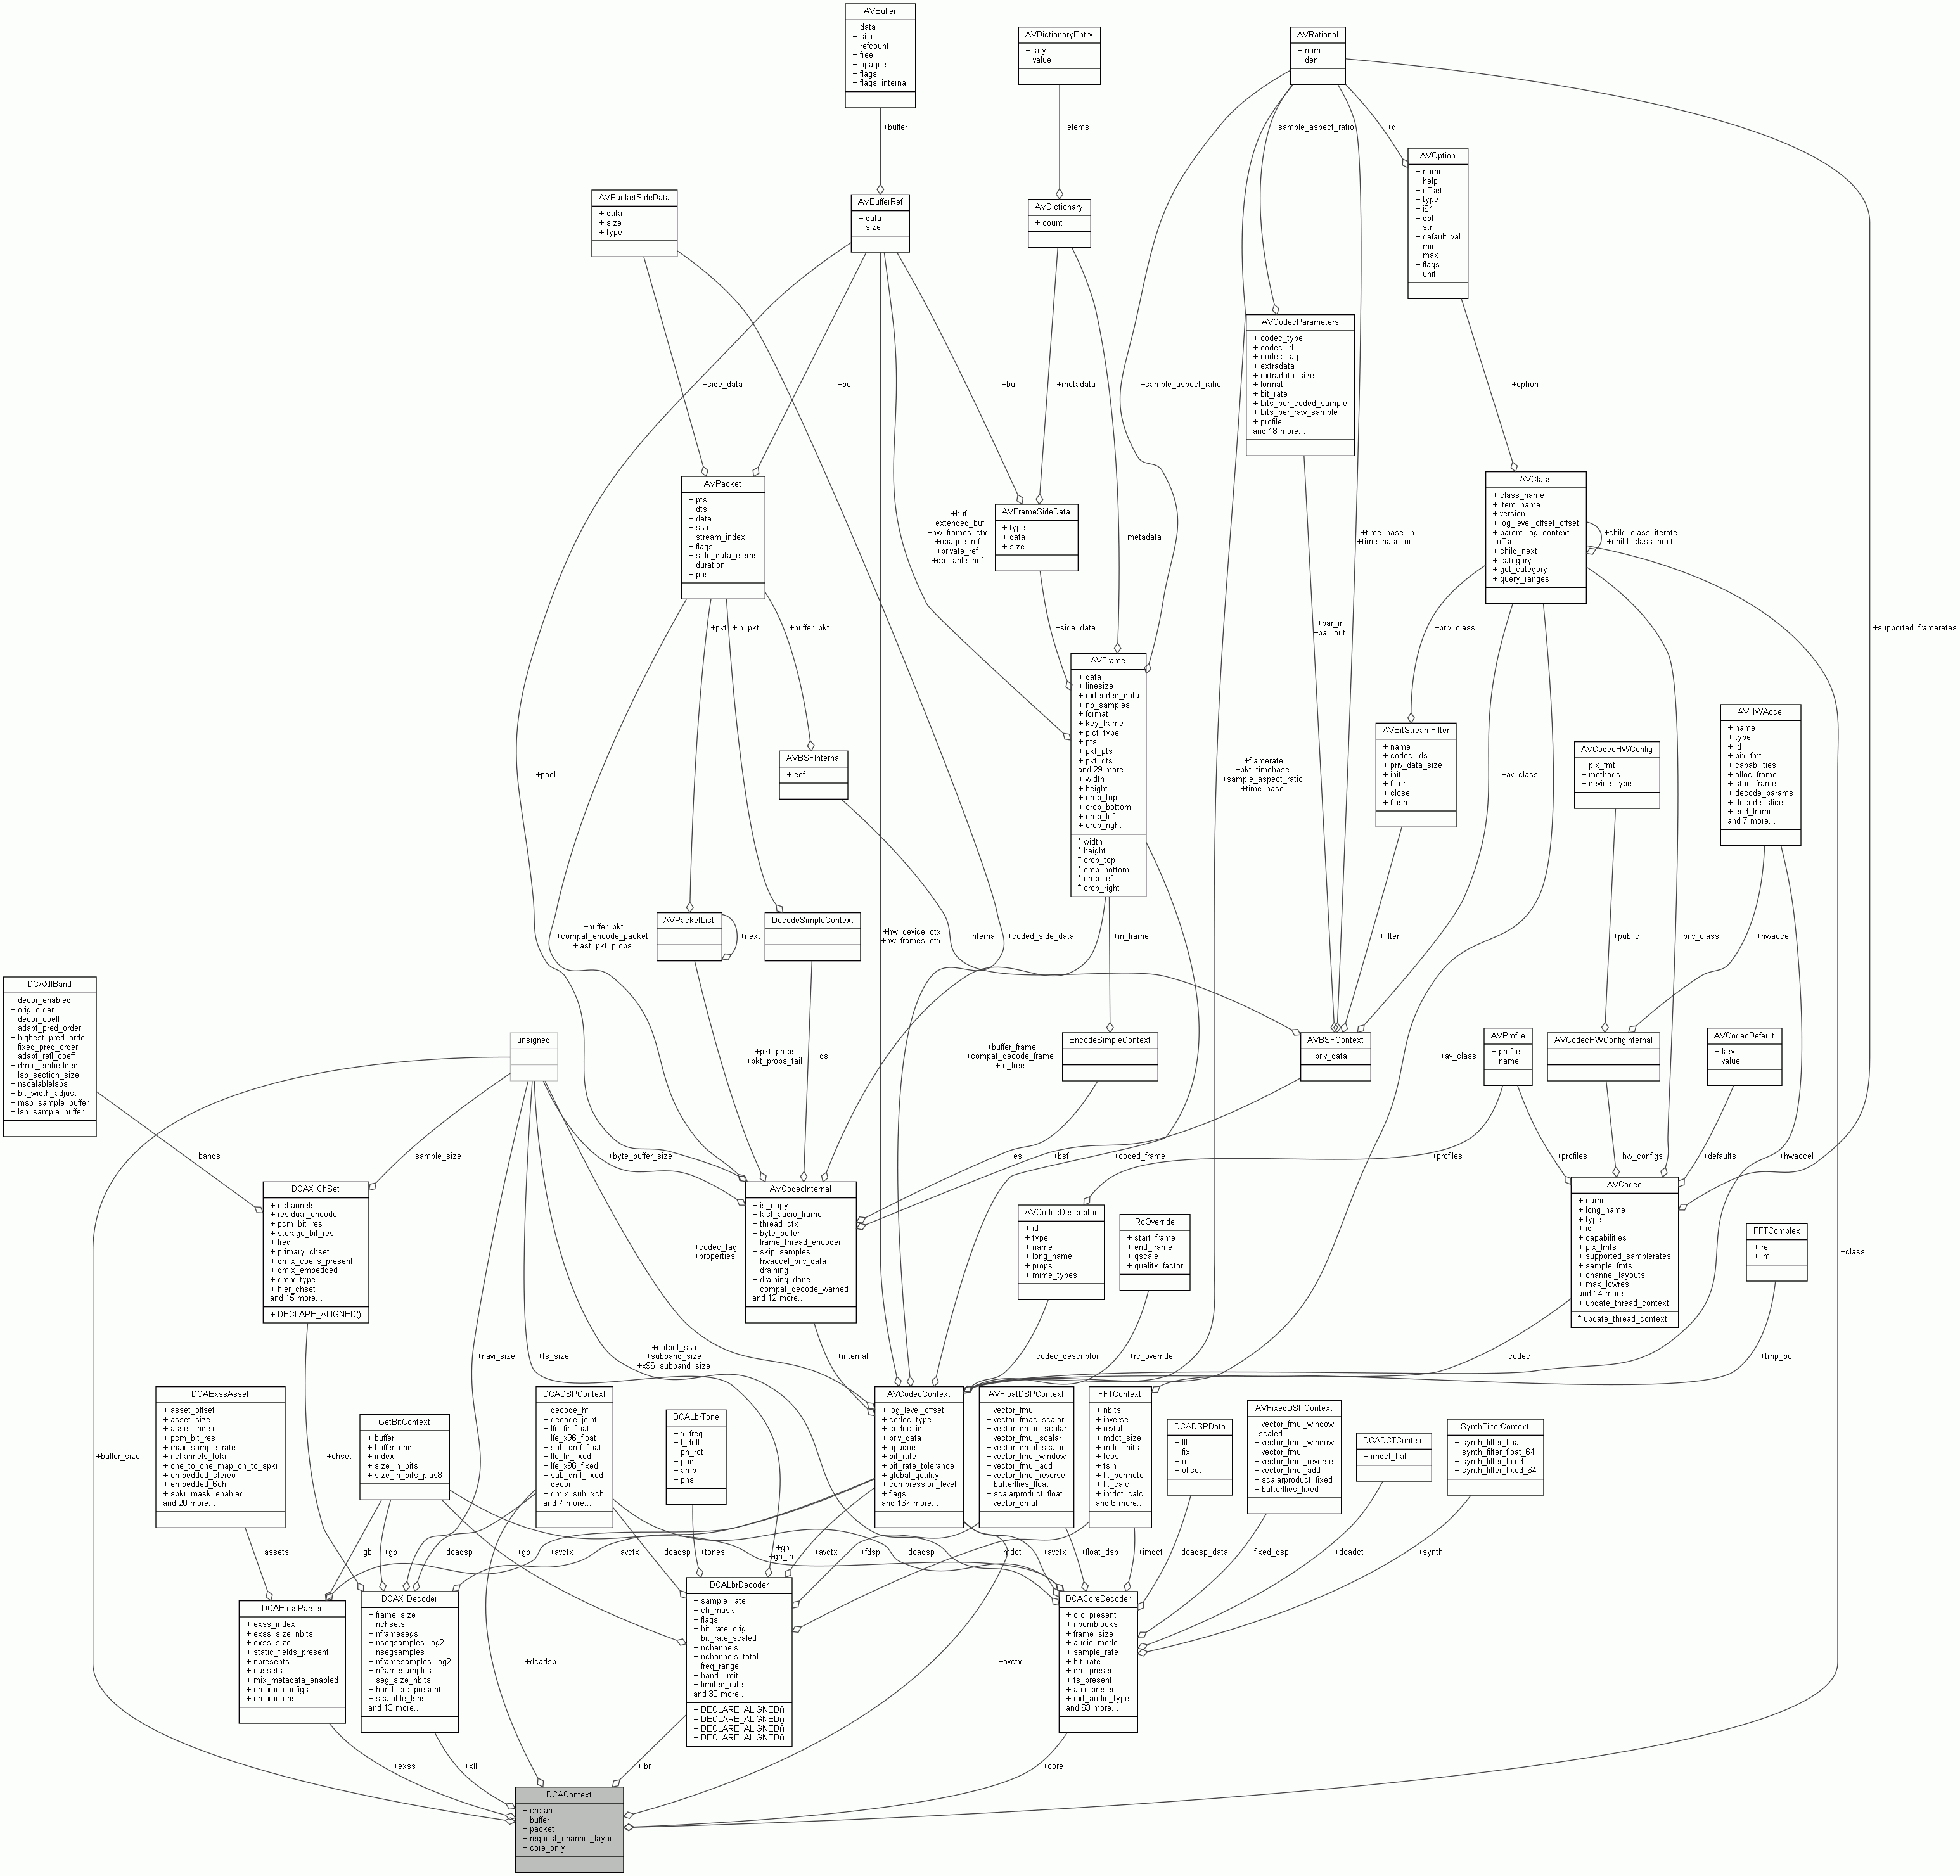 AVBuffer
+ data
+ size
+ refcount
+ free
+ opaque
+ flags
+ flags_internal
AVDictionaryEntry
+ key
+ value
AVRational
+ num
+ den
+buffer
+elems
+sample_aspect_ratio
+q
AVOption
+ name
+ help
+ offset
+ type
+ i64
+ dbl
+ str
+ default_val
+ min
+ max
+ flags
+ unit
AVPacketSideData
+ data
+ size
+ type
AVBufferRef
+ data
+ size
AVDictionary
+ count
AVCodecParameters
+ codec_type
+ codec_id
+ codec_tag
+ extradata
+ extradata_size
+ format
+ bit_rate
+ bits_per_coded_sample
+ bits_per_raw_sample
+ profile
and 18 more...
+side_data
+buf
+buf
+metadata
+sample_aspect_ratio
+option
AVPacket
+ pts
+ dts
+ data
+ size
+ stream_index
+ flags
+ side_data_elems
+ duration
+ pos
+buf
+extended_buf
+hw_frames_ctx
+opaque_ref
+private_ref
+qp_table_buf
AVFrameSideData
+ type
+ data
+ size
+metadata
+time_base_in
+time_base_out
AVClass
+ class_name
+ item_name
+ version
+ log_level_offset_offset
+ parent_log_context
_offset
+ child_next
+ category
+ get_category
+ query_ranges
+child_class_iterate
+child_class_next
+pkt
+in_pkt
+buffer_pkt
+side_data
+par_in
+par_out
+priv_class
+supported_framerates
AVFrame
+ data
+ linesize
+ extended_data
+ nb_samples
+ format
+ key_frame
+ pict_type
+ pts
+ pkt_pts
+ pkt_dts
and 29 more...
+ width
+ height
+ crop_top
+ crop_bottom
+ crop_left
+ crop_right
* width
* height
* crop_top
* crop_bottom
* crop_left
* crop_right
+pool
AVBSFInternal
+ eof
+framerate
+pkt_timebase
+sample_aspect_ratio
+time_base
AVBitStreamFilter
+ name
+ codec_ids
+ priv_data_size
+ init
+ filter
+ close
+ flush
+av_class
AVCodecHWConfig
+ pix_fmt
+ methods
+ device_type
AVHWAccel
+ name
+ type
+ id
+ pix_fmt
+ capabilities
+ alloc_frame
+ start_frame
+ decode_params
+ decode_slice
+ end_frame
and 7 more...
+buffer_pkt
+compat_encode_packet
+last_pkt_props
AVPacketList
+next
DecodeSimpleContext
+hw_device_ctx
+hw_frames_ctx
+internal
+coded_side_data
+in_frame
+filter
+public
+priv_class
+hwaccel
DCAXllBand
+ decor_enabled
+ orig_order
+ decor_coeff
+ adapt_pred_order
+ highest_pred_order
+ fixed_pred_order
+ adapt_refl_coeff
+ dmix_embedded
+ lsb_section_size
+ nscalablelsbs
+ bit_width_adjust
+ msb_sample_buffer
+ lsb_sample_buffer
unsigned
+pkt_props
+pkt_props_tail
+ds
+buffer_frame
+compat_decode_frame
+to_free
EncodeSimpleContext
AVBSFContext
+ priv_data
+av_class
AVProfile
+ profile
+ name
AVCodecHWConfigInternal
AVCodecDefault
+ key
+ value
+bands
+sample_size
+byte_buffer_size
+es
+bsf
+coded_frame
+profiles
+profiles
+hw_configs
+defaults
+hwaccel
DCAXllChSet
+ nchannels
+ residual_encode
+ pcm_bit_res
+ storage_bit_res
+ freq
+ primary_chset
+ dmix_coeffs_present
+ dmix_embedded
+ dmix_type
+ hier_chset
and 15 more...
+ DECLARE_ALIGNED()
+codec_tag
+properties
AVCodecInternal
+ is_copy
+ last_audio_frame
+ thread_ctx
+ byte_buffer
+ frame_thread_encoder
+ skip_samples
+ hwaccel_priv_data
+ draining
+ draining_done
+ compat_decode_warned
and 12 more...
AVCodecDescriptor
+ id
+ type
+ name
+ long_name
+ props
+ mime_types
RcOverride
+ start_frame
+ end_frame
+ qscale
+ quality_factor
AVCodec
+ name
+ long_name
+ type
+ id
+ capabilities
+ pix_fmts
+ supported_samplerates
+ sample_fmts
+ channel_layouts
+ max_lowres
and 14 more...
+ update_thread_context
* update_thread_context
FFTComplex
+ re
+ im
+class
+navi_size
+ts_size
+output_size
+subband_size
+x96_subband_size
+internal
+codec_descriptor
+rc_override
+codec
+tmp_buf
+buffer_size
DCAExssAsset
+ asset_offset
+ asset_size
+ asset_index
+ pcm_bit_res
+ max_sample_rate
+ nchannels_total
+ one_to_one_map_ch_to_spkr
+ embedded_stereo
+ embedded_6ch
+ spkr_mask_enabled
and 20 more...
+chset
GetBitContext
+ buffer
+ buffer_end
+ index
+ size_in_bits
+ size_in_bits_plus8
DCADSPContext
+ decode_hf
+ decode_joint
+ lfe_fir_float
+ lfe_x96_float
+ sub_qmf_float
+ lfe_fir_fixed
+ lfe_x96_fixed
+ sub_qmf_fixed
+ decor
+ dmix_sub_xch
and 7 more...
DCALbrTone
+ x_freq
+ f_delt
+ ph_rot
+ pad
+ amp
+ phs
AVCodecContext
+ log_level_offset
+ codec_type
+ codec_id
+ priv_data
+ opaque
+ bit_rate
+ bit_rate_tolerance
+ global_quality
+ compression_level
+ flags
and 167 more...
AVFloatDSPContext
+ vector_fmul
+ vector_fmac_scalar
+ vector_dmac_scalar
+ vector_fmul_scalar
+ vector_dmul_scalar
+ vector_fmul_window
+ vector_fmul_add
+ vector_fmul_reverse
+ butterflies_float
+ scalarproduct_float
+ vector_dmul
FFTContext
+ nbits
+ inverse
+ revtab
+ mdct_size
+ mdct_bits
+ tcos
+ tsin
+ fft_permute
+ fft_calc
+ imdct_calc
and 6 more...
DCADSPData
+ flt
+ fix
+ u
+ offset
AVFixedDSPContext
+ vector_fmul_window
_scaled
+ vector_fmul_window
+ vector_fmul
+ vector_fmul_reverse
+ vector_fmul_add
+ scalarproduct_fixed
+ butterflies_fixed
DCADCTContext
+ imdct_half
SynthFilterContext
+ synth_filter_float
+ synth_filter_float_64
+ synth_filter_fixed
+ synth_filter_fixed_64
+assets
+gb
+gb
+dcadsp
+gb
+avctx
+avctx
+dcadsp
+tones
+gb
+gb_in
+avctx
+fdsp
+dcadsp
+imdct
+avctx
+float_dsp
+imdct
+dcadsp_data
+fixed_dsp
+dcadct
+synth
DCAExssParser
+ exss_index
+ exss_size_nbits
+ exss_size
+ static_fields_present
+ npresents
+ nassets
+ mix_metadata_enabled
+ nmixoutconfigs
+ nmixoutchs
DCAXllDecoder
+ frame_size
+ nchsets
+ nframesegs
+ nsegsamples_log2
+ nsegsamples
+ nframesamples_log2
+ nframesamples
+ seg_size_nbits
+ band_crc_present
+ scalable_lsbs
and 13 more...
+dcadsp
DCALbrDecoder
+ sample_rate
+ ch_mask
+ flags
+ bit_rate_orig
+ bit_rate_scaled
+ nchannels
+ nchannels_total
+ freq_range
+ band_limit
+ limited_rate
and 30 more...
+ DECLARE_ALIGNED()
+ DECLARE_ALIGNED()
+ DECLARE_ALIGNED()
+ DECLARE_ALIGNED()
+avctx
DCACoreDecoder
+ crc_present
+ npcmblocks
+ frame_size
+ audio_mode
+ sample_rate
+ bit_rate
+ drc_present
+ ts_present
+ aux_present
+ ext_audio_type
and 63 more...
+exss
+xll
+lbr
+core
DCAContext
+ crctab
+ buffer
+ packet
+ request_channel_layout
+ core_only